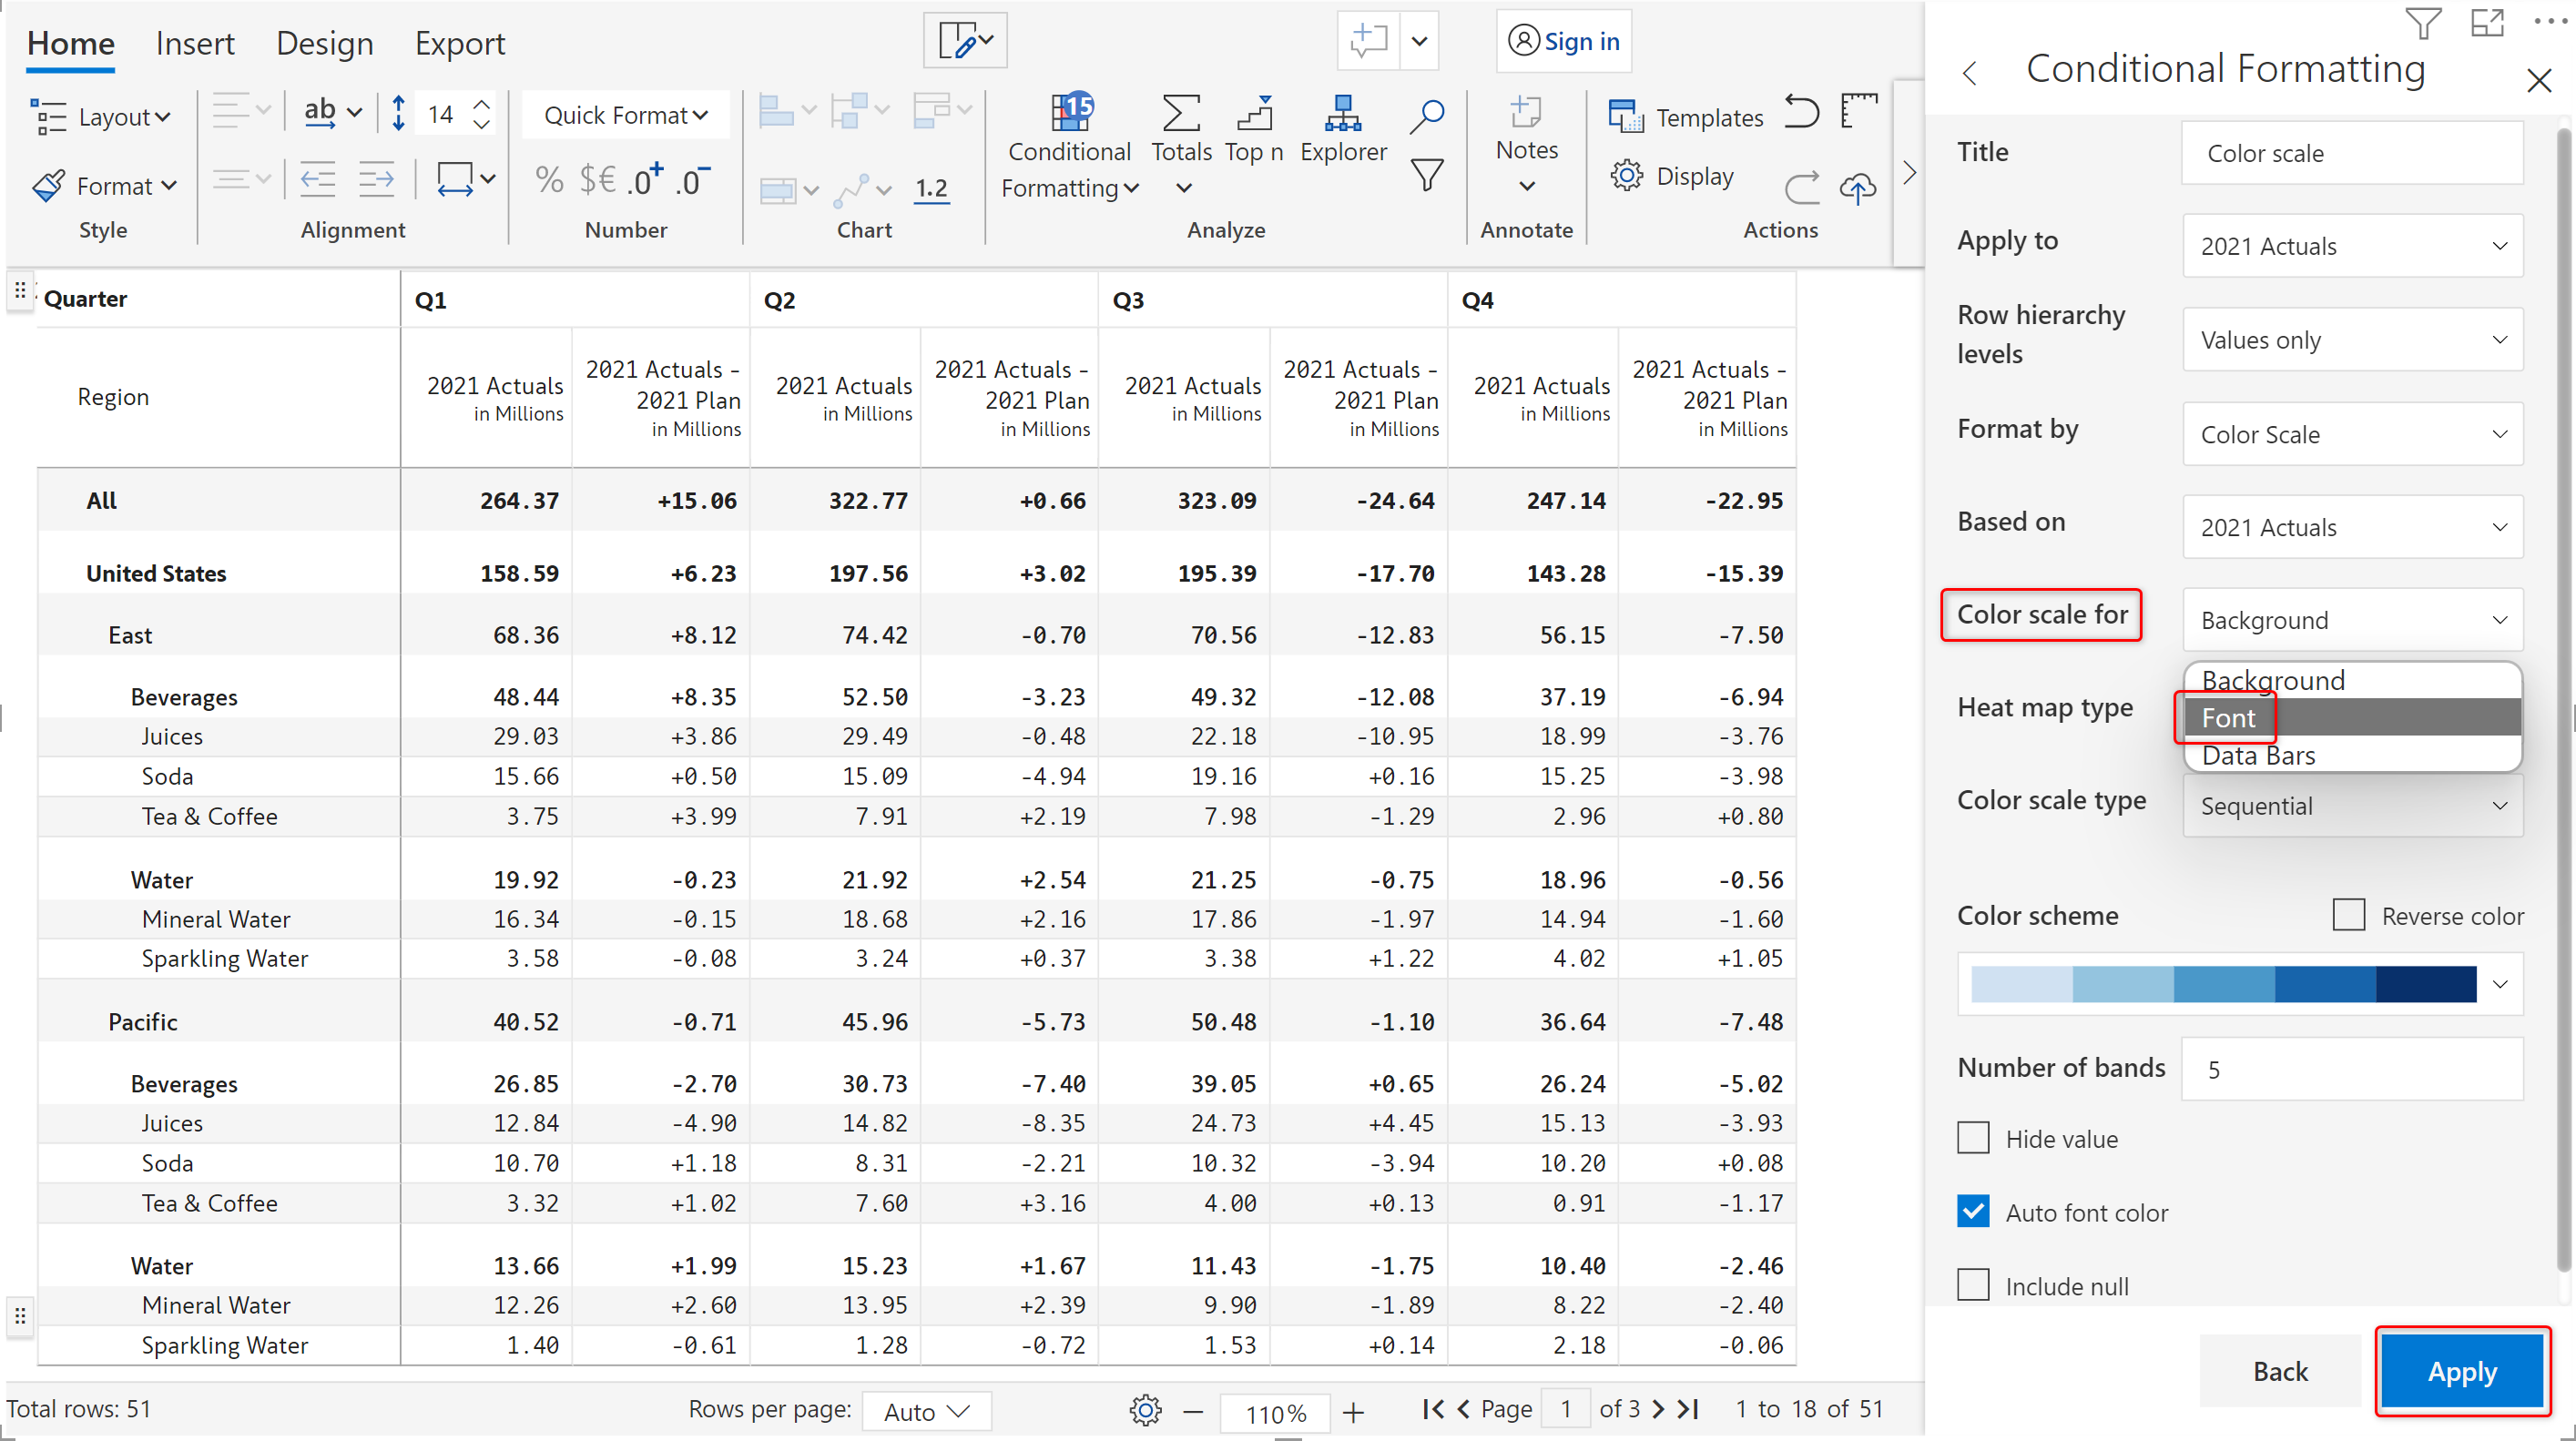 Home Insert Design Export Sign in
Layout ab 14 Quick Format 15 Templates
Conditional Formatting Totals Top n Explorer Notes
Format % $€ .0+ .0- 1.2 Display
Style Alignment Number Chart Analyze Annotate Actions
Quarter Q1 Q2 Q3 Q4
Region 2021 Actuals in Millions 2021 Actuals - 2021 Plan in Millions 2021 Actuals in Millions 2021 Actuals - 2021 Plan in Millions 2021 Actuals in Millions 2021 Actuals - 2021 Plan in Millions 2021 Actuals in Millions 2021 Actuals - 2021 Plan in Millions
All 264.37 +15.06 322.77 +0.66 323.09 -24.64 247.14 -22.95
United States 158.59 +6.23 197.56 +3.02 195.39 -17.70 143.28 -15.39
East 68.36 +8.12 74.42 -0.70 70.56 -12.83 56.15 -7.50
Beverages 48.44 +8.35 52.50 -3.23 49.32 -12.08 37.19 -6.94
Juices 29.03 +3.86 29.49 -0.48 22.18 -10.95 18.99 -3.76
Soda 15.66 +0.50 15.09 -4.94 19.16 +0.16 15.25 -3.98
Tea & Coffee 3.75 +3.99 7.91 +2.19 7.98 -1.29 2.96 +0.80
Water 19.92 -0.23 21.92 +2.54 21.25 -0.75 18.96 -0.56
Mineral Water 16.34 -0.15 18.68 +2.16 17.86 -1.97 14.94 -1.60
Sparkling Water 3.58 -0.08 3.24 +0.37 3.38 +1.22 4.02 +1.05
Pacific 40.52 -0.71 45.96 -5.73 50.48 -1.10 36.64 -7.48
Beverages 26.85 -2.70 30.73 -7.40 39.05 +0.65 26.24 -5.02
Juices 12.84 -4.90 14.82 -8.35 24.73 +4.45 15.13 -3.93
Soda 10.70 +1.18 8.31 -2.21 10.32 -3.94 10.20 +0.08
Tea & Coffee 3.32 +1.02 7.60 +3.16 4.00 +0.13 0.91 -1.17
Water 13.66 +1.99 15.23 +1.67 11.43 -1.75 10.40 -2.46
Mineral Water 12.26 +2.60 13.95 +2.39 9.90 -1.89 8.22 -2.40
Sparkling Water 1.40 -0.61 1.28 -0.72 1.53 +0.14 2.18 -0.06
Total rows: 51 Rows per page: Auto 110% Page 1 of 3 1 to 18 of 51
Conditional Formatting
Title Color scale
Apply to 2021 Actuals
Row hierarchy levels Values only
Format by Color Scale
Based on 2021 Actuals
Color scale for Background
Background
Heat map type Font
Data Bars
Color scale type Sequential
Color scheme Reverse color
Number of bands 5
Hide value
Auto font color
Include null
Back Apply